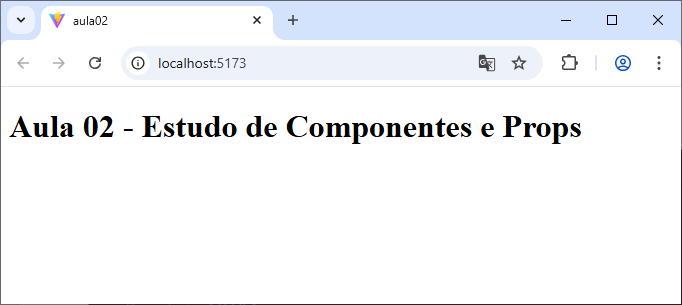 aula02
localhost:5173
Aula 02 - Estudo de Componentes e Props